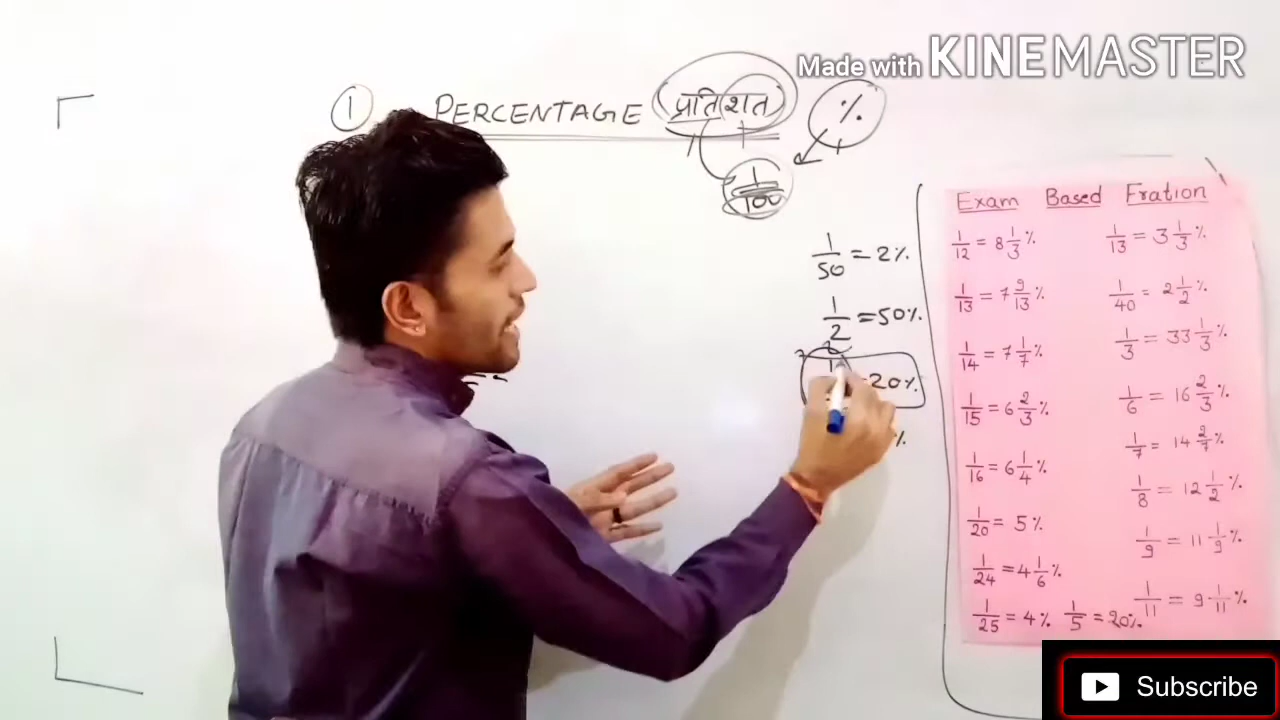 Made with KINEMASTER
1 PERCENTAGE (प्रतिशत) %
1/100
1/50 = 2%
1/2 = 50%
= 20%
%
Exam Based Fration
1/12 = 8 1/3 %
1/13 = 7 9/13 %
1/14 = 7 1/7 %
1/15 = 6 2/3 %
1/16 = 6 1/4 %
1/20 = 5 %
1/24 = 4 1/6 %
1/25 = 4 %
1/5 = 20%
1/13 = 3 1/3 %
1/40 = 2 1/2 %
1/3 = 33 1/3 %
1/6 = 16 2/3 %
1/7 = 14 2/7 %
1/8 = 12 1/2 %
1/9 = 11 1/9 %
1/11 = 9 1/11 %
Subscribe